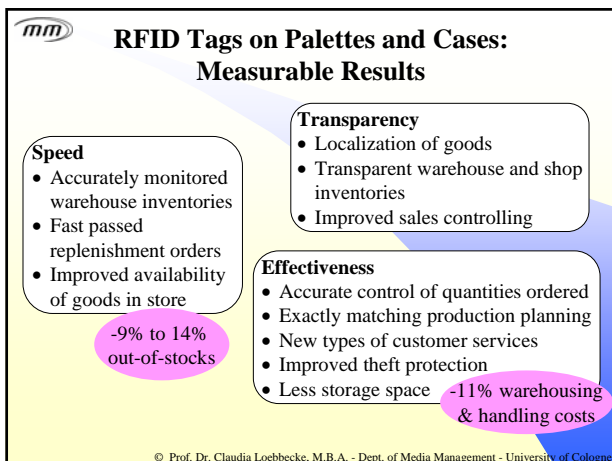 mm
RFID Tags on Palettes and Cases:
Measurable Results
Transparency
• Localization of goods
• Transparent warehouse and shop
inventories
• Improved sales controlling
Speed
• Accurately monitored
warehouse inventories
• Fast passed
replenishment orders
• Improved availability
of goods in store
-9% to 14%
out-of-stocks
Effectiveness
• Accurate control of quantities ordered
• Exactly matching production planning
• New types of customer services
• Improved theft protection
• Less storage space
-11% warehousing
& handling costs
© Prof. Dr. Claudia Loebbecke, M.B.A. - Dept. of Media Management - University of Cologne